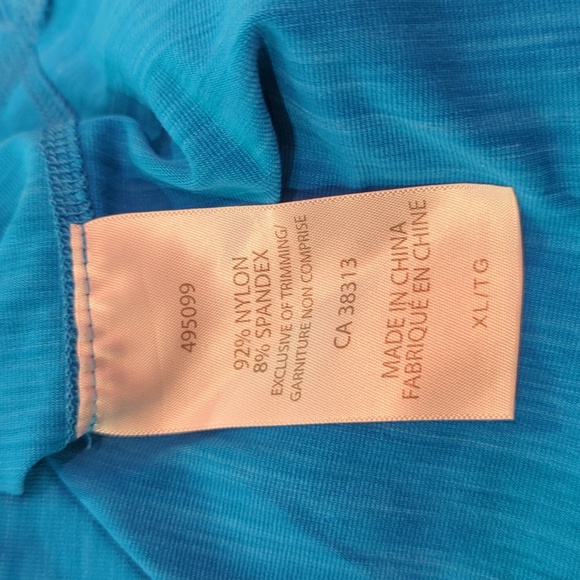 495099
92% NYLON
8% SPANDEX
EXCLUSIVE OF TRIMMING/
GARNITURE NON COMPRISE
CA 38313
MADE IN CHINA
FABRIQUÉ EN CHINE
XL/TG